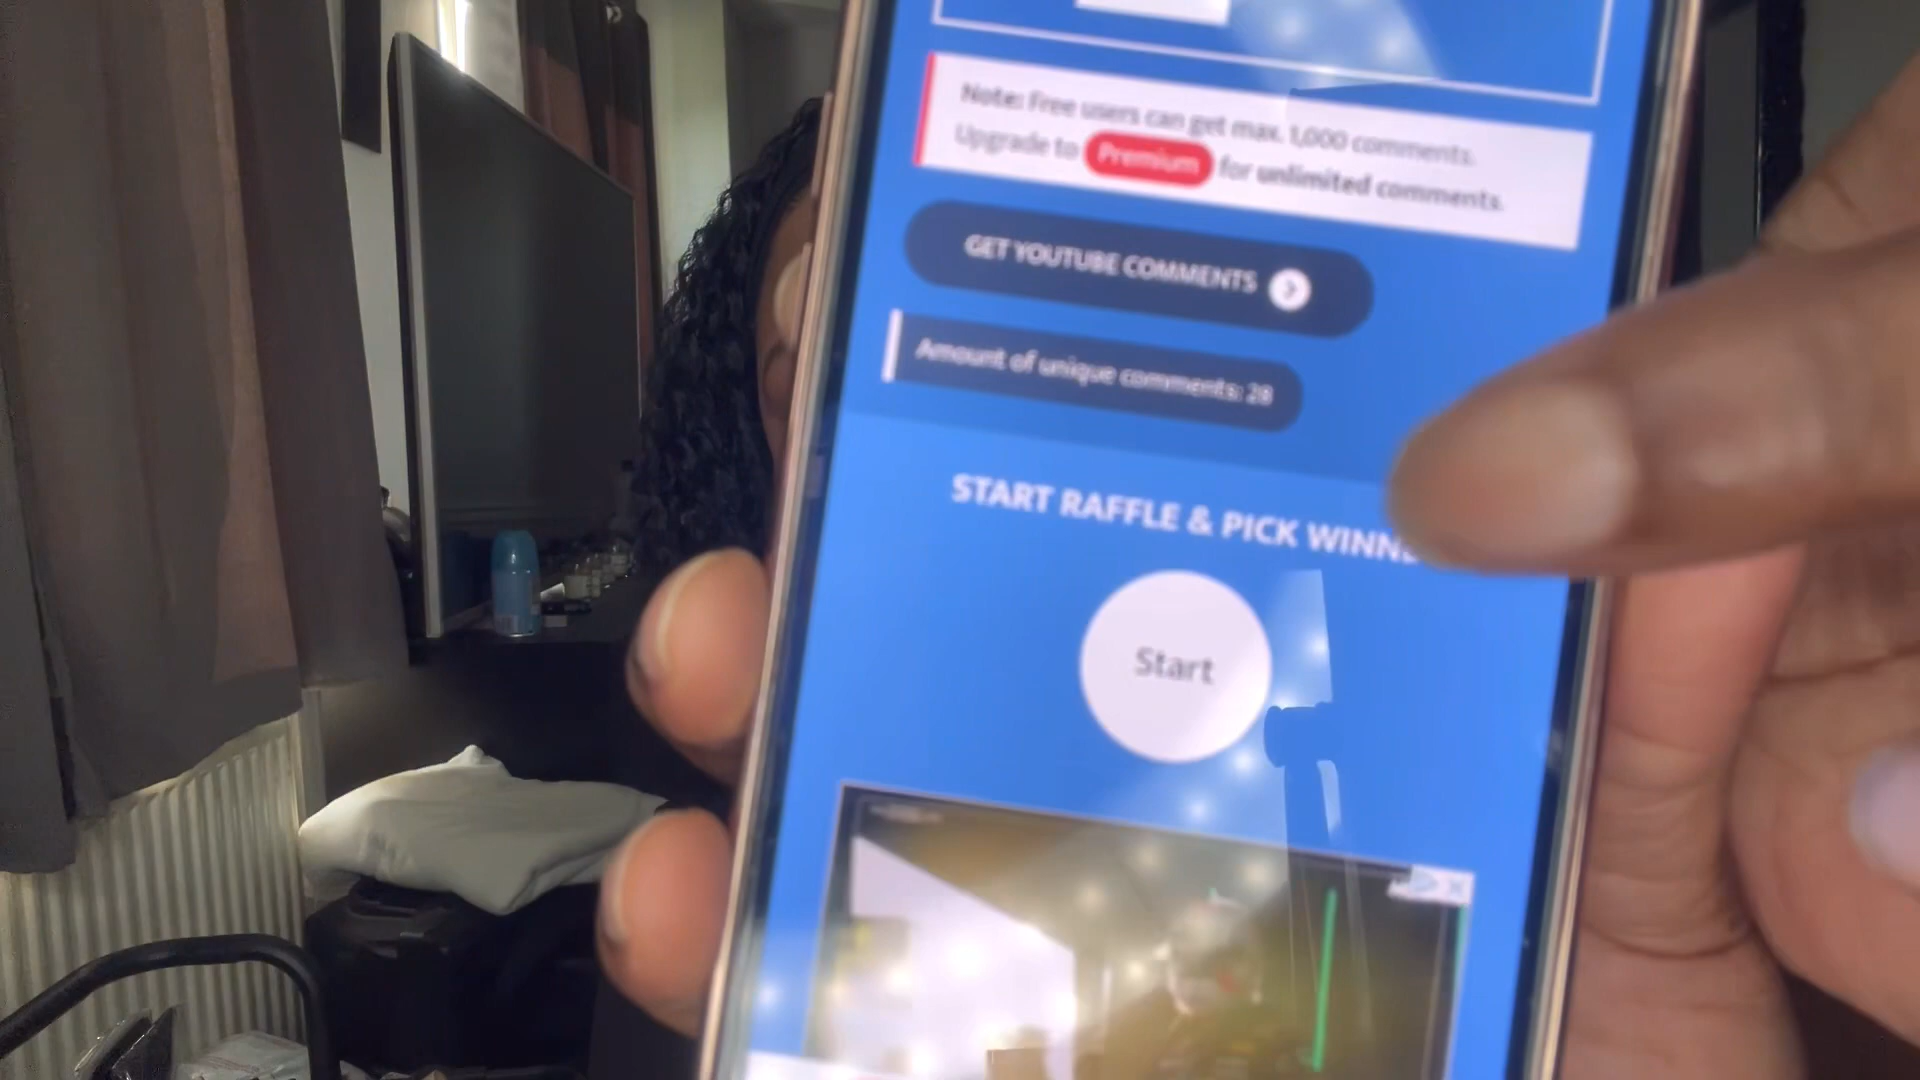 Note: Free users can get max. 1,000 comments.
Upgrade to Premium for unlimited comments.
GET YOUTUBE COMMENTS
Amount of unique comments: 28
START RAFFLE & PICK
Start